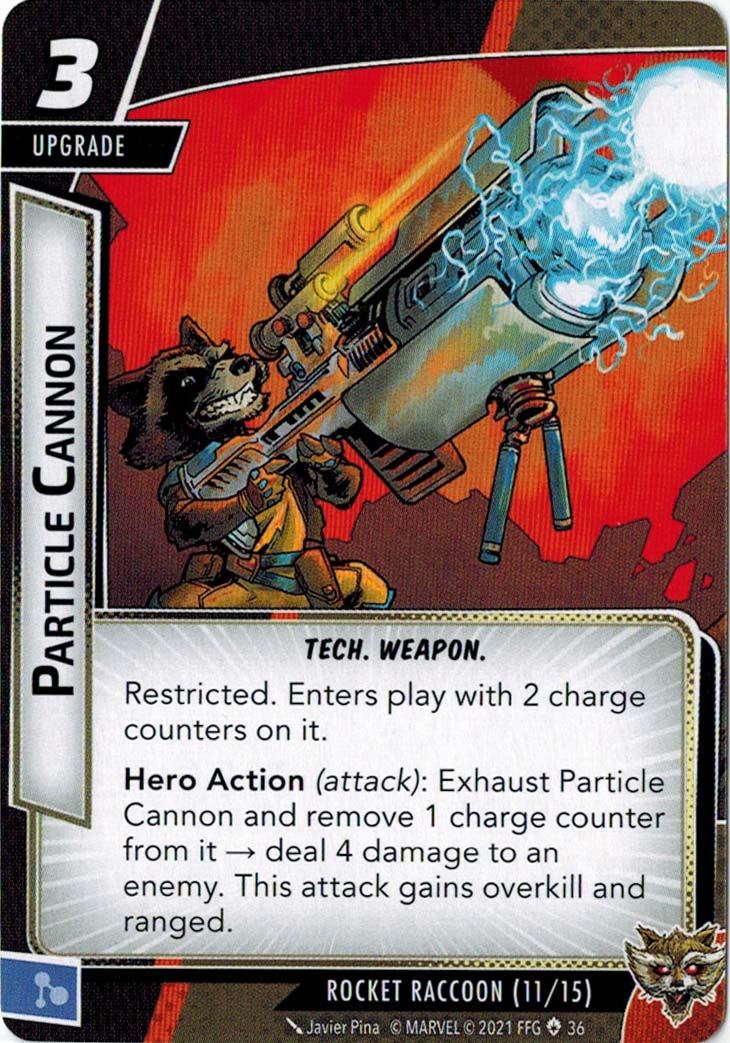 3
UPGRADE
PARTICLE CANNON
TECH. WEAPON.
Restricted. Enters play with 2 charge
counters on it.
Hero Action (attack): Exhaust Particle
Cannon and remove 1 charge counter
from it → deal 4 damage to an
enemy. This attack gains overkill and
ranged.
ROCKET RACCOON (11/15)
Javier Pina © MARVEL © 2021 FFG 36